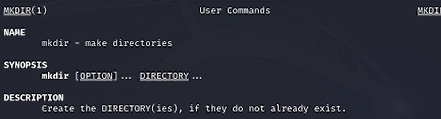 MKDIR(1) User Commands MKDI
NAME
mkdir - make directories
SYNOPSIS
mkdir [OPTION]... DIRECTORY...
DESCRIPTION
Create the DIRECTORY(ies), if they do not already exist.